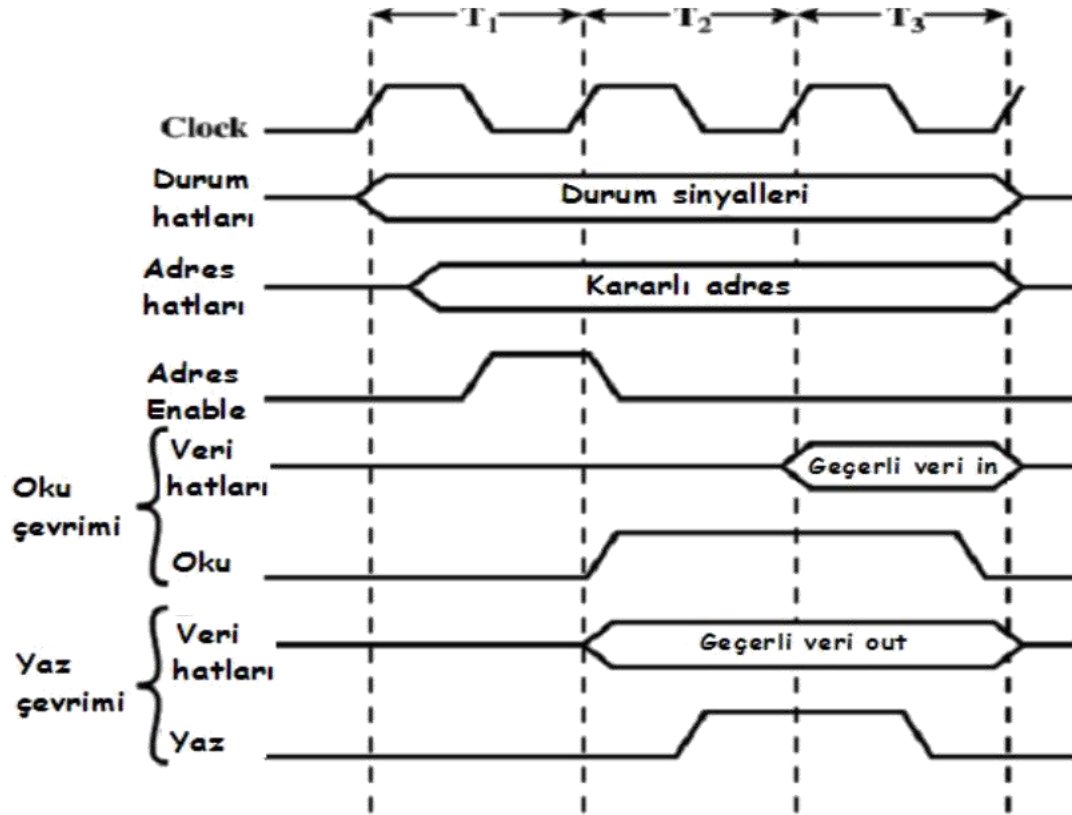 T1
T2
T3
Clock
Durum
hatları
Durum sinyalleri
Adres
hatları
Kararlı adres
Adres
Enable
Oku
çevrimi
Veri
hatları
Geçerli veri in
Oku
Yaz
çevrimi
Veri
hatları
Geçerli veri out
Yaz